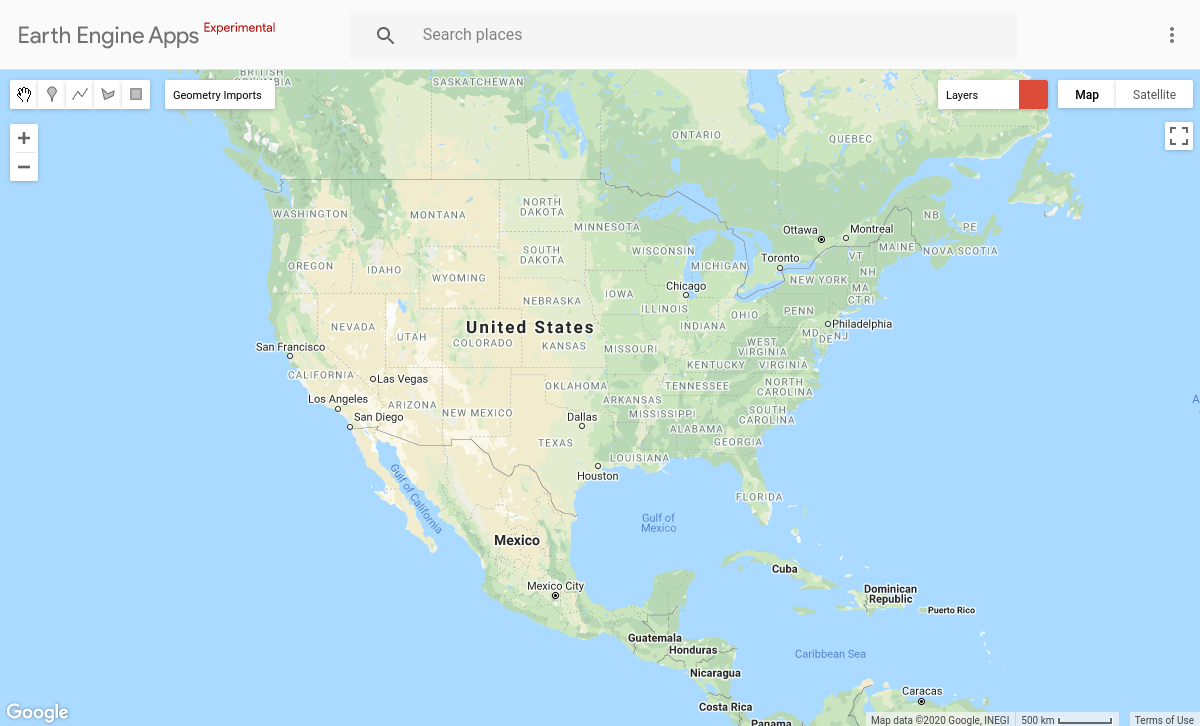 Earth Engine Apps Experimental
Search places
Geometry Imports
Layers
Map
Satellite
BRITISH
COLUMBIA
SASKATCHEWAN
ONTARIO
QUEBEC
WASHINGTON
MONTANA
NORTH
DAKOTA
MINNESOTA
NB
PE
Ottawa
Montreal
MAINE
NOVA SCOTIA
OREGON
IDAHO
SOUTH
DAKOTA
WISCONSIN
MICHIGAN
Toronto
VT
NH
WYOMING
NEW YORK
MA
CT
RI
IOWA
Chicago
NEBRASKA
ILLINOIS
INDIANA
OHIO
PENN
Philadelphia
NEVADA
UTAH
United States
COLORADO
KANSAS
MISSOURI
WEST
VIRGINIA
MD
DE
NJ
San Francisco
CALIFORNIA
Las Vegas
KENTUCKY
VIRGINIA
OKLAHOMA
TENNESSEE
NORTH
CAROLINA
Los Angeles
ARIZONA
NEW MEXICO
ARKANSAS
MISSISSIPPI
SOUTH
CAROLINA
San Diego
Dallas
ALABAMA
TEXAS
GEORGIA
LOUISIANA
Houston
Gulf of California
FLORIDA
Gulf of
Mexico
Mexico
Cuba
Mexico City
Dominican
Republic
Puerto Rico
Guatemala
Honduras
Caribbean Sea
Nicaragua
Caracas
Costa Rica
Panama
Google
Map data ©2020 Google, INEGI
500 km
Terms of Use